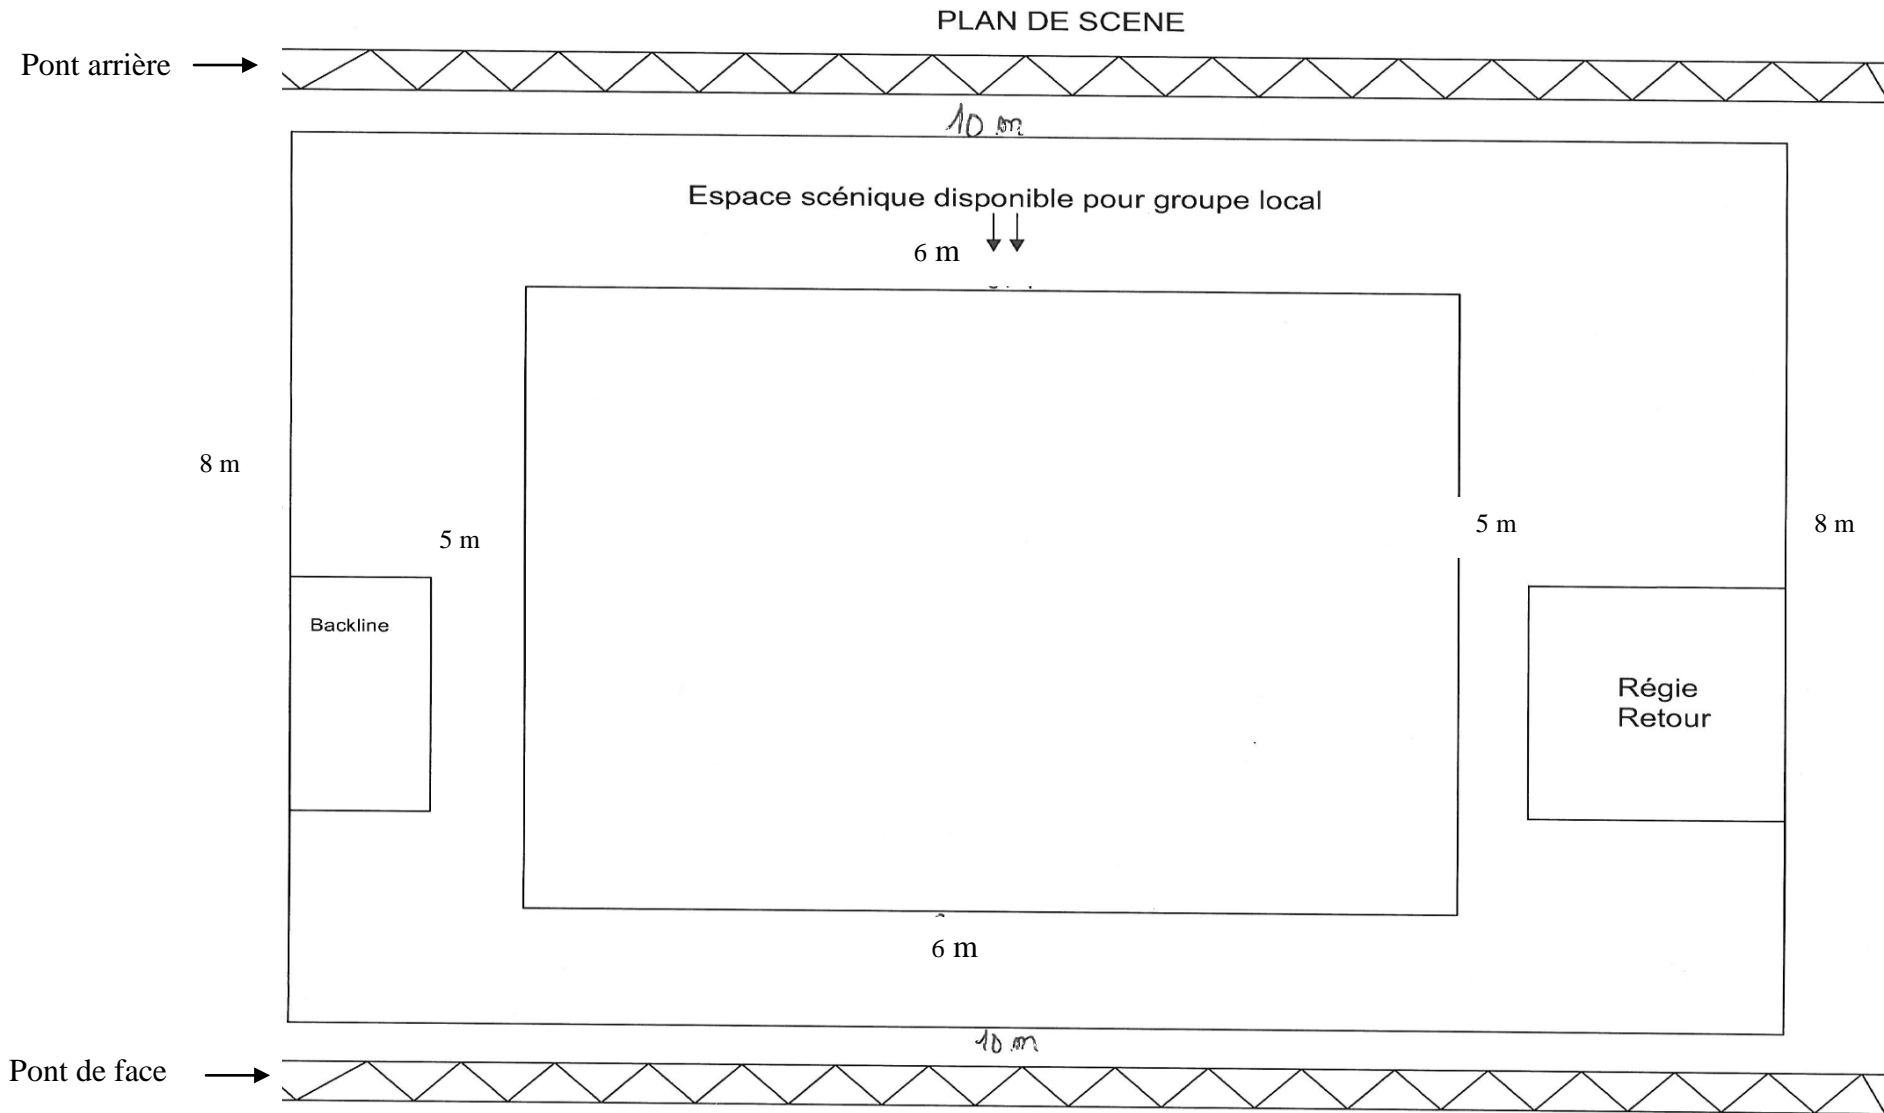 PLAN DE SCENE
Pont arrière
10 m
Espace scénique disponible pour groupe local
6 m
8 m
5 m
5 m
8 m
Backline
Régie
Retour
6 m
10 m
Pont de face